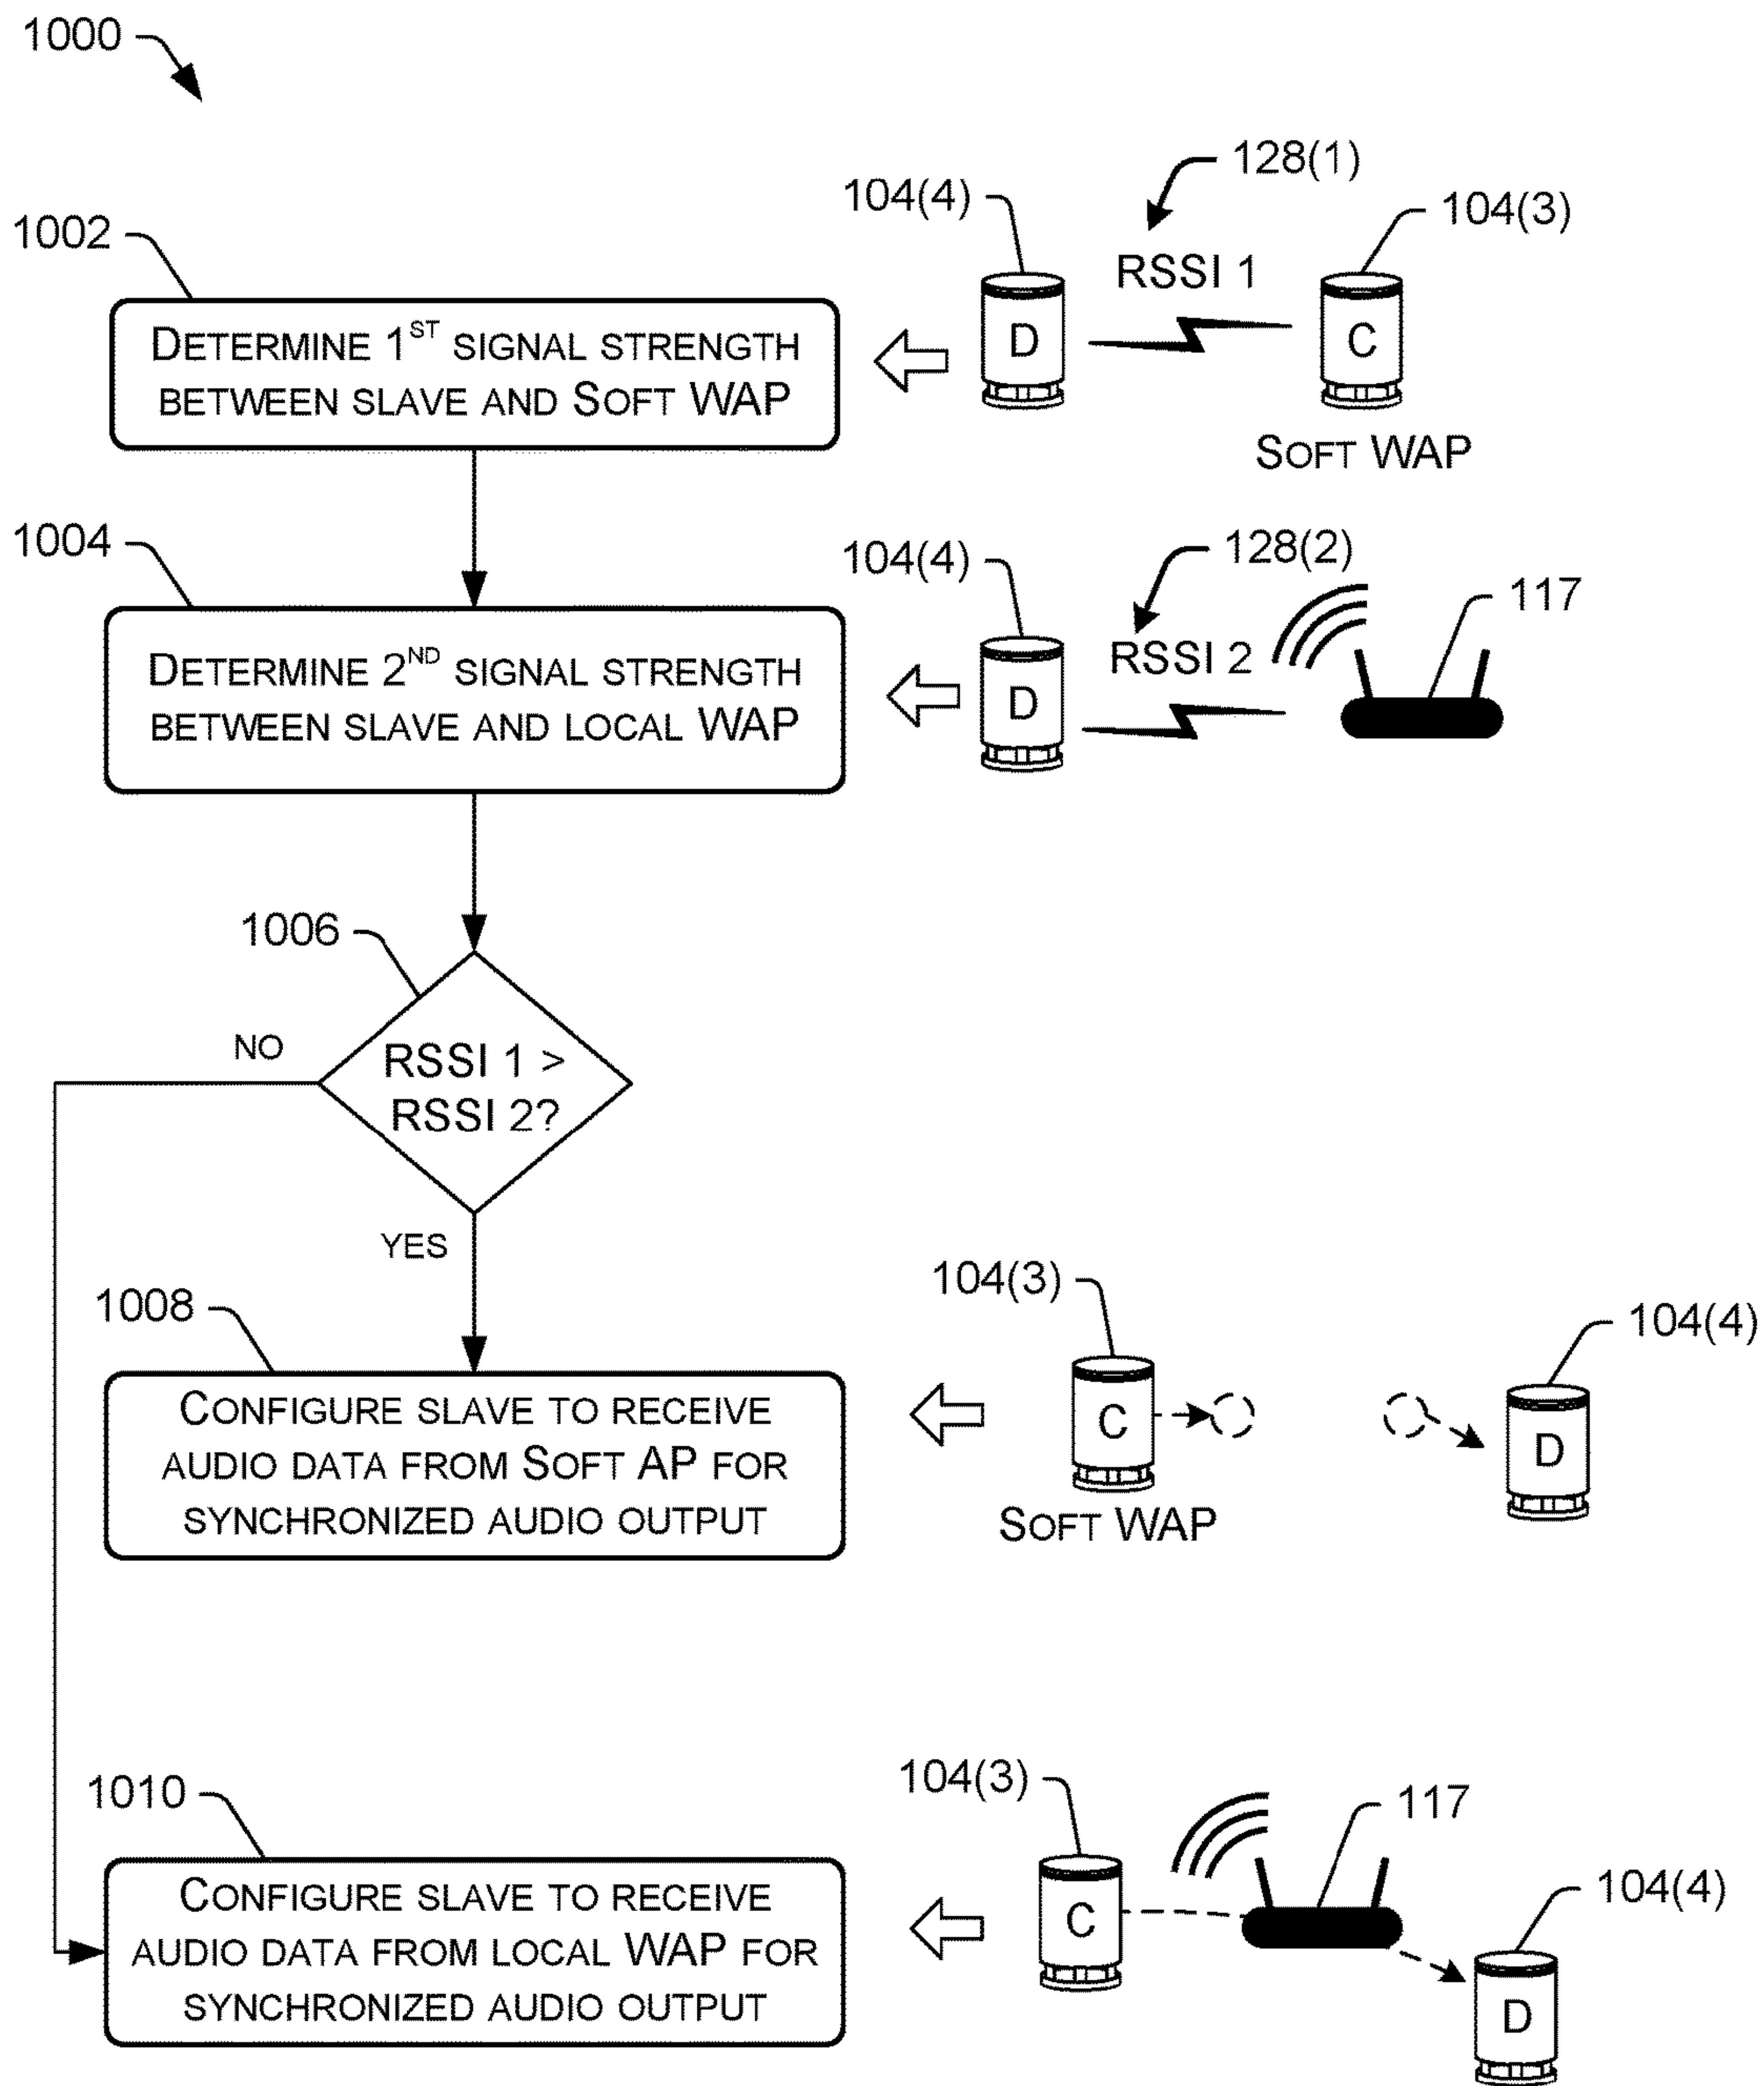 1000
128(1)
104(4)
104(3)
1002
RSSI 1
D
C
DETERMINE 1ST SIGNAL STRENGTH
BETWEEN SLAVE AND SOFT WAP
SOFT WAP
1004
104(4)
128(2)
117
RSSI 2
D
DETERMINE 2ND SIGNAL STRENGTH
BETWEEN SLAVE AND LOCAL WAP
1006
NO
RSSI 1 >
RSSI 2?
YES
104(3)
1008
104(4)
CONFIGURE SLAVE TO RECEIVE
AUDIO DATA FROM SOFT AP FOR
SYNCHRONIZED AUDIO OUTPUT
C
D
SOFT WAP
104(3)
1010
117
104(4)
CONFIGURE SLAVE TO RECEIVE
AUDIO DATA FROM LOCAL WAP FOR
SYNCHRONIZED AUDIO OUTPUT
C
D